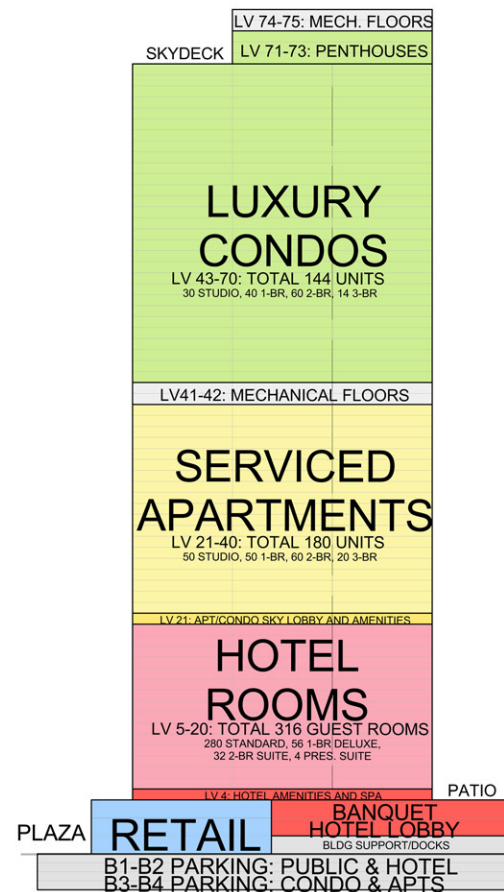 LV 74-75: MECH. FLOORS
SKYDECK
LV 71-73: PENTHOUSES
LUXURY
CONDOS
LV 43-70: TOTAL 144 UNITS
30 STUDIO, 40 1-BR, 60 2-BR, 14 3-BR
LV41-42: MECHANICAL FLOORS
SERVICED
APARTMENTS
LV 21-40: TOTAL 180 UNITS
50 STUDIO, 50 1-BR, 60 2-BR, 20 3-BR
LV 21: APT/CONDO SKY LOBBY AND AMENITIES
HOTEL
ROOMS
LV 5-20: TOTAL 316 GUEST ROOMS
280 STANDARD, 56 1-BR DELUXE,
32 2-BR SUITE, 4 PRES. SUITE
LV 4: HOTEL AMENITIES AND SPA
PATIO
PLAZA
RETAIL
BANQUET
HOTEL LOBBY
BLDG SUPPORT/DOCKS
B1-B2 PARKING: PUBLIC & HOTEL
B3-B4 PARKING: CONDO & APTS